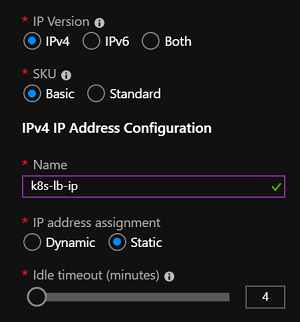 * IP Version
IPv4 IPv6 Both
* SKU
Basic Standard
IPv4 IP Address Configuration
* Name
k8s-lb-ip
* IP address assignment
Dynamic Static
* Idle timeout (minutes)
4